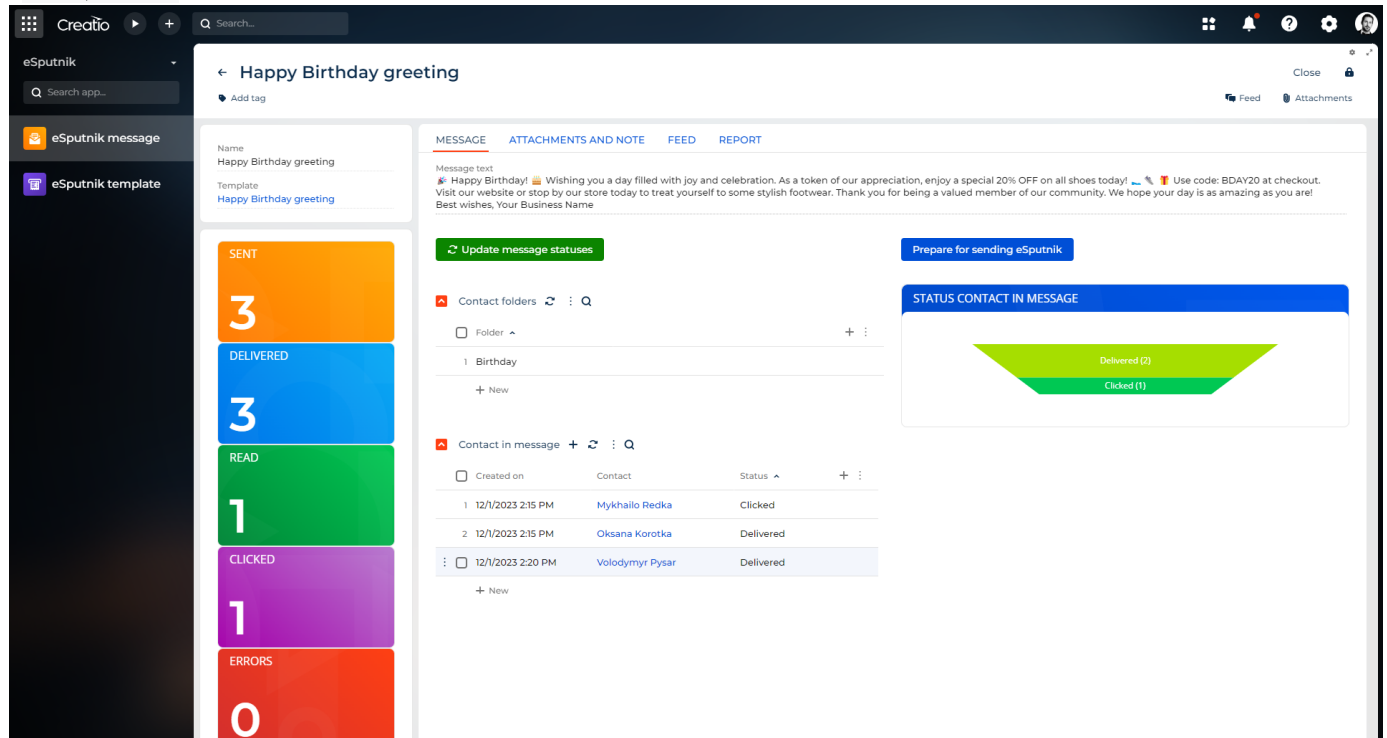 Creatio
Search...
eSputnik
Search app...
eSputnik message
eSputnik template
← Happy Birthday greeting
Add tag
Close
Feed
Attachments
Name
Happy Birthday greeting
Template
Happy Birthday greeting
SENT
3
DELIVERED
3
READ
1
CLICKED
1
ERRORS
0
MESSAGE ATTACHMENTS AND NOTE FEED REPORT
Message text
🎉 Happy Birthday! 🎂 Wishing you a day filled with joy and celebration. As a token of our appreciation, enjoy a special 20% OFF on all shoes today! 👟 👠 🎁 Use code: BDAY20 at checkout.
Visit our website or stop by our store today to treat yourself to some stylish footwear. Thank you for being a valued member of our community. We hope your day is as amazing as you are!
Best wishes, Your Business Name
Update message statuses
Prepare for sending eSputnik
Contact folders
Folder
1 Birthday
+ New
Contact in message
Created on Contact Status
1 12/1/2023 2:15 PM Mykhailo Redka Clicked
2 12/1/2023 2:15 PM Oksana Korotka Delivered
12/1/2023 2:20 PM Volodymyr Pysar Delivered
+ New
STATUS CONTACT IN MESSAGE
Delivered (2)
Clicked (1)